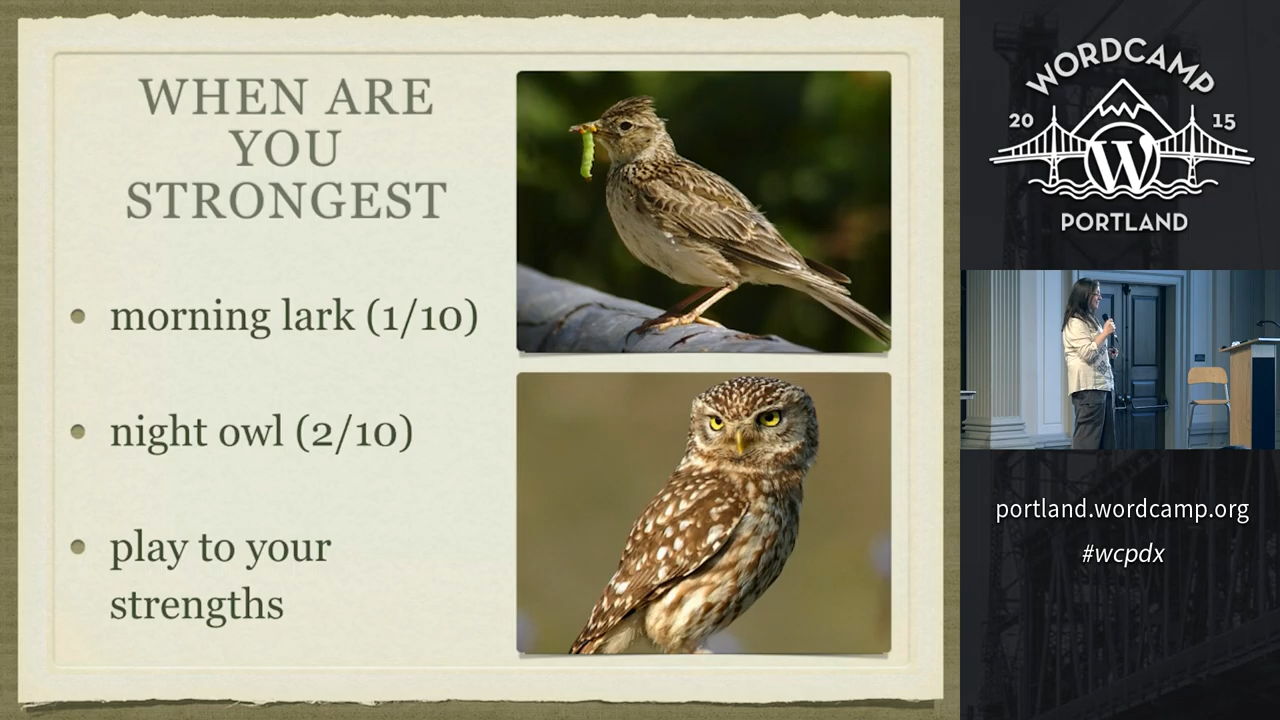 WHEN ARE
YOU
STRONGEST
• morning lark (1/10)
• night owl (2/10)
• play to your
strengths
WORDCAMP
20 15
W
PORTLAND
portland.wordcamp.org
#wcpdx